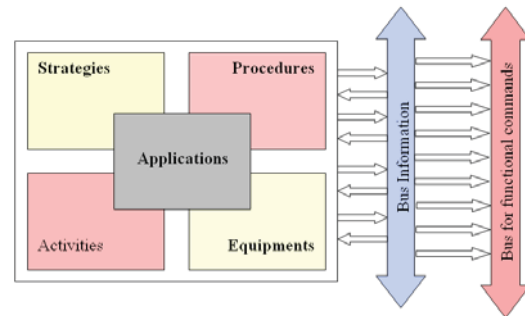 Strategies
Procedures
Applications
Activities
Equipments
Bus Information
Bus for functional commands